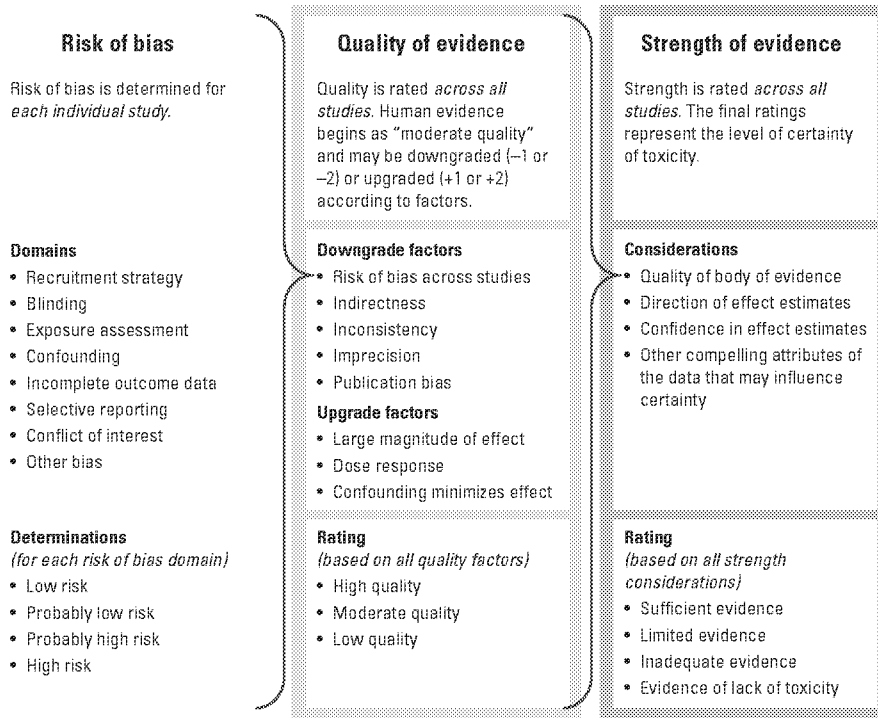 Risk of bias
Risk of bias is determined for
each individual study.
Domains
• Recruitment strategy
• Blinding
• Exposure assessment
• Confounding
• Incomplete outcome data
• Selective reporting
• Conflict of interest
• Other bias
Determinations
(for each risk of bias domain)
• Low risk
• Probably low risk
• Probably high risk
• High risk
Quality of evidence
Quality is rated across all
studies. Human evidence
begins as “moderate quality”
and may be downgraded (–1 or
–2) or upgraded (+1 or +2)
according to factors.
Downgrade factors
• Risk of bias across studies
• Indirectness
• Inconsistency
• Imprecision
• Publication bias
Upgrade factors
• Large magnitude of effect
• Dose response
• Confounding minimizes effect
Rating
(based on all quality factors)
• High quality
• Moderate quality
• Low quality
Strength of evidence
Strength is rated across all
studies. The final ratings
represent the level of certainty
of toxicity.
Considerations
• Quality of body of evidence
• Direction of effect estimates
• Confidence in effect estimates
• Other compelling attributes of
the data that may influence
certainty
Rating
(based on all strength
considerations)
• Sufficient evidence
• Limited evidence
• Inadequate evidence
• Evidence of lack of toxicity